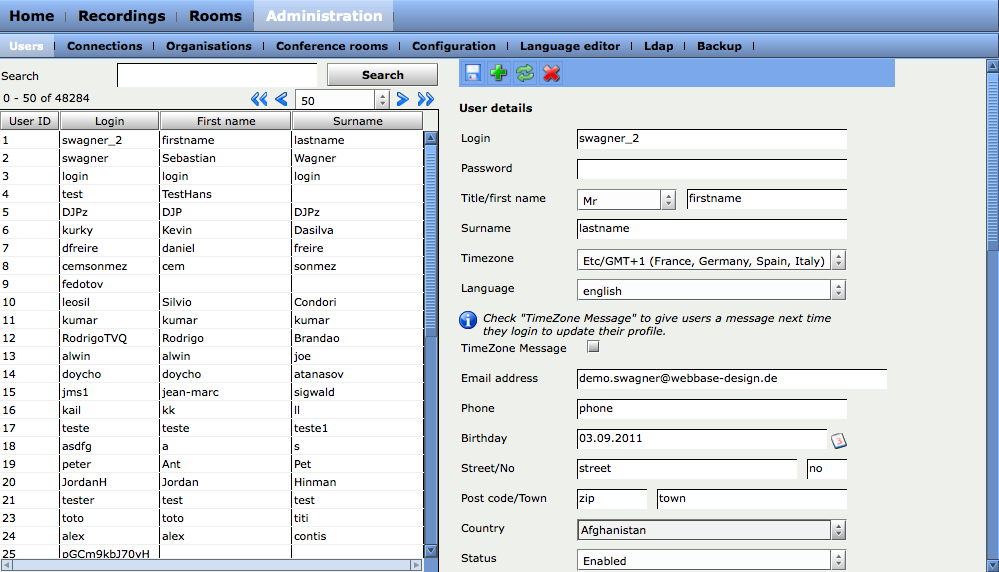 Home Recordings Rooms Administration
Users Connections Organisations Conference rooms Configuration Language editor Ldap Backup
Search Search
0 - 50 of 48284 50
User ID Login First name Surname
1 swagner_2 firstname lastname
2 swagner Sebastian Wagner
3 login login login
4 test TestHans
5 DJPz DJP DJPz
6 kurky Kevin Dasilva
7 dfreire daniel freire
8 cemsonmez cem sonmez
9 fedotov
10 leosil Silvio Condori
11 kumar kumar kumar
12 RodrigoTVQ Rodrigo Brandao
13 alwin alwin joe
14 doycho doycho atanasov
15 jms1 jean-marc sigwald
16 kail kk ll
17 teste teste teste1
18 asdfg a s
19 peter Ant Pet
20 JordanH Jordan Hinman
21 tester test test
23 toto toto titi
24 alex alex contis
25 pGCm9kbJ70vH
User details
Login swagner_2
Password
Title/first name Mr firstname
Surname lastname
Timezone Etc/GMT+1 (France, Germany, Spain, Italy)
Language english
Check "TimeZone Message" to give users a message next time
they login to update their profile.
TimeZone Message
Email address demo.swagner@webbase-design.de
Phone phone
Birthday 03.09.2011 3
Street/No street no
Post code/Town zip town
Country Afghanistan
Status Enabled